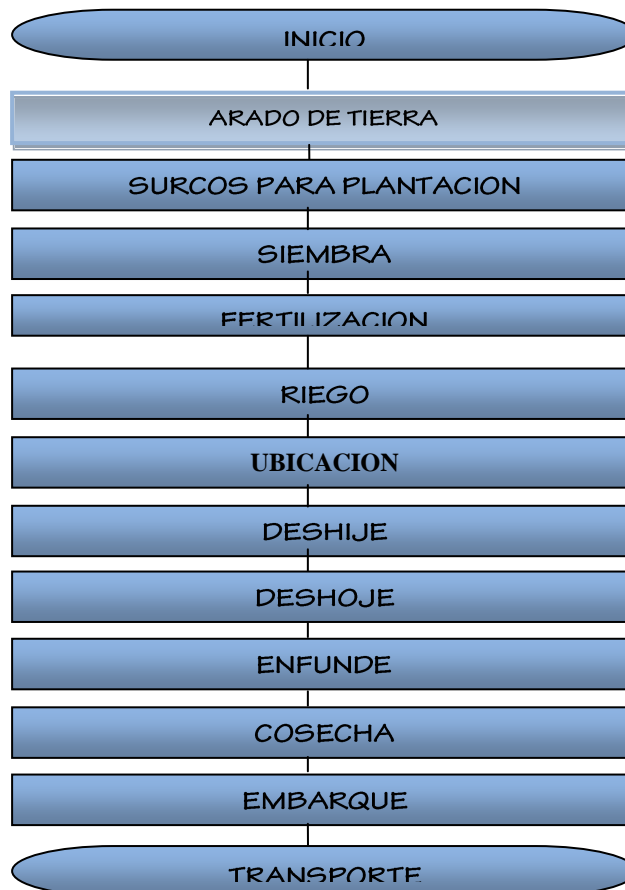 INICIO
ARADO DE TIERRA
SURCOS PARA PLANTACION
SIEMBRA
FERTILIZACION
RIEGO
UBICACION
DESHIJE
DESHOJE
ENFUNDE
COSECHA
EMBARQUE
TRANSPORTE